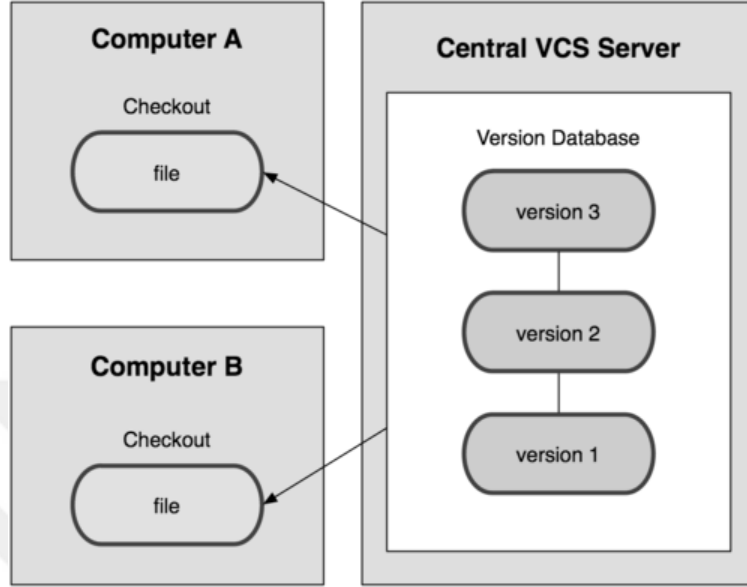 Computer A
Checkout
file
Computer B
Checkout
file
Central VCS Server
Version Database
version 3
version 2
version 1